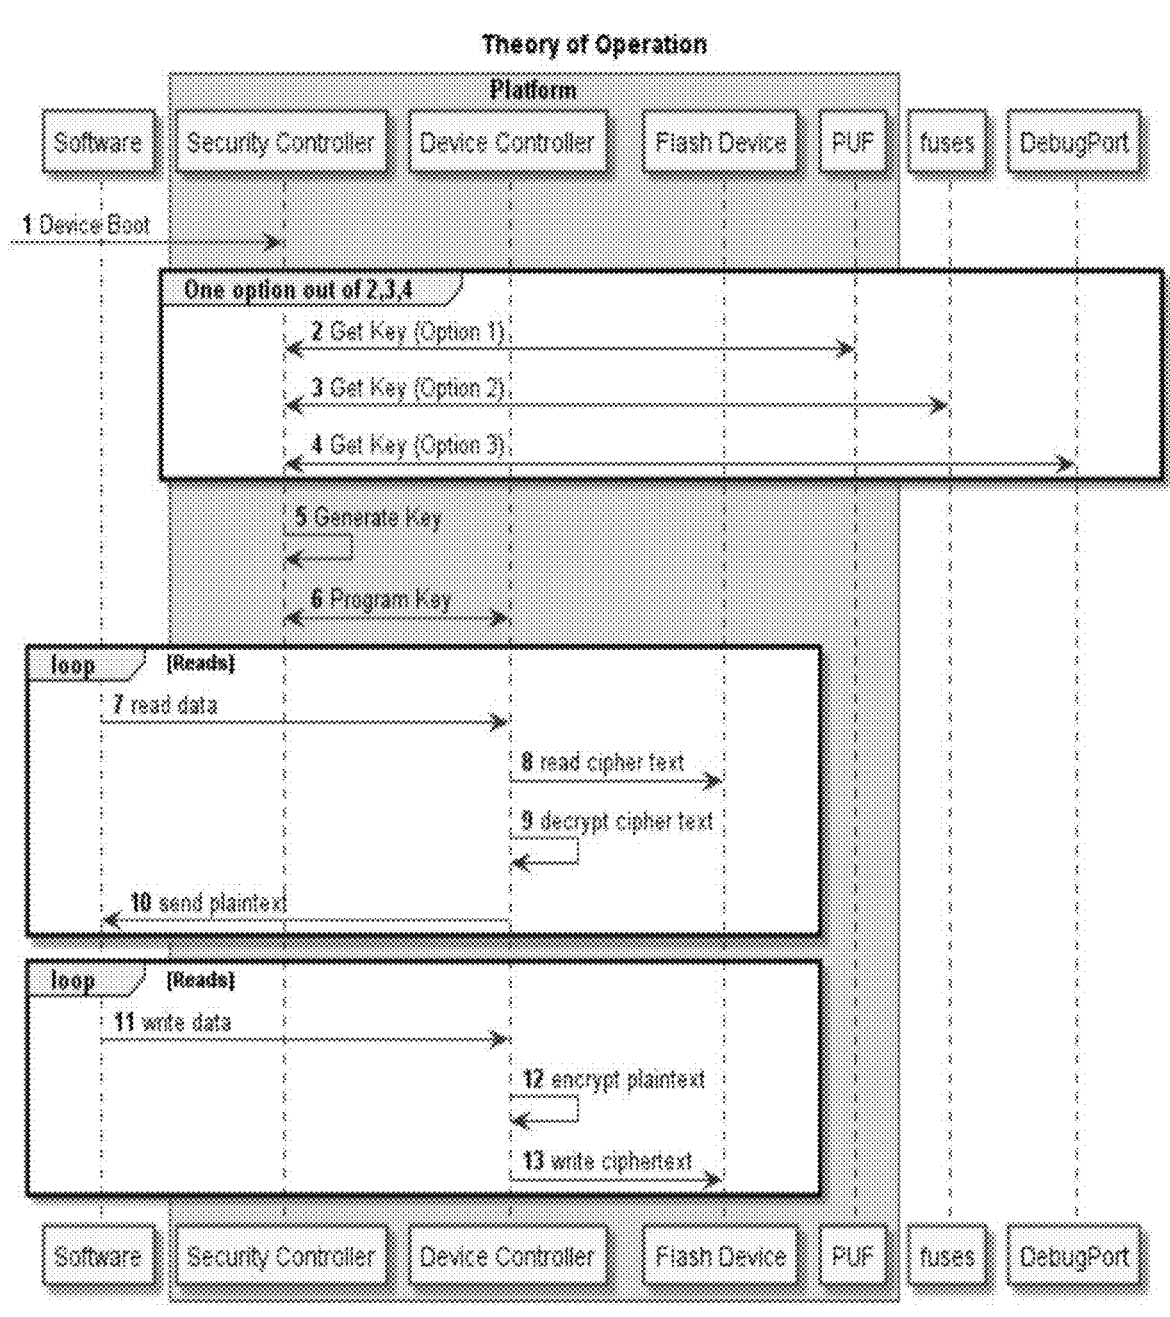 Theory of Operation
Platform
Software Security Controller Device Controller Flash Device PUF fuses DebugPort
1 Device Boot
One option out of 2,3,4
2 Get Key (Option 1)
3 Get Key (Option 2)
4 Get Key (Option 3)
5 Generate Key
6 Program Key
loop [Reads]
7 read data
8 read cipher text
9 decrypt cipher text
10 send plaintext
loop [Reads]
11 write data
12 encrypt plaintext
13 write ciphertext
Software Security Controller Device Controller Flash Device PUF fuses DebugPort